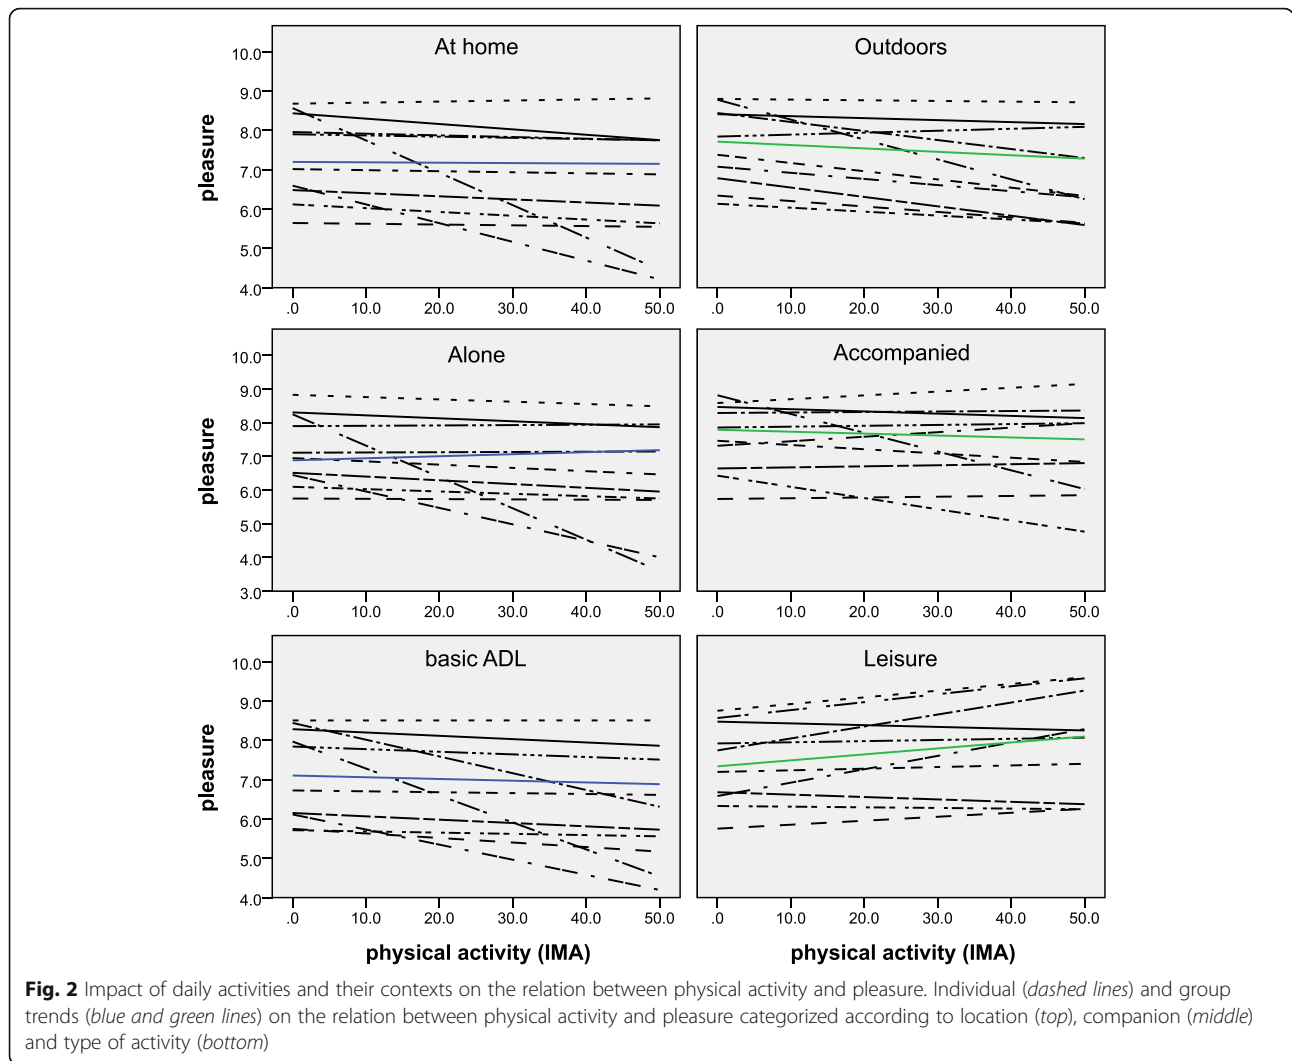 At home
Outdoors
pleasure
10.0
9.0
8.0
7.0
6.0
5.0
4.0
.0 10.0 20.0 30.0 40.0 50.0
.0 10.0 20.0 30.0 40.0 50.0
Alone
Accompanied
pleasure
10.0
9.0
8.0
7.0
6.0
5.0
4.0
3.0
.0 10.0 20.0 30.0 40.0 50.0
.0 10.0 20.0 30.0 40.0 50.0
basic ADL
Leisure
pleasure
10.0
9.0
8.0
7.0
6.0
5.0
4.0
.0 10.0 20.0 30.0 40.0 50.0
.0 10.0 20.0 30.0 40.0 50.0
physical activity (IMA)
physical activity (IMA)
Fig. 2 Impact of daily activities and their contexts on the relation between physical activity and pleasure. Individual (dashed lines) and group
trends (blue and green lines) on the relation between physical activity and pleasure categorized according to location (top), companion (middle)
and type of activity (bottom)